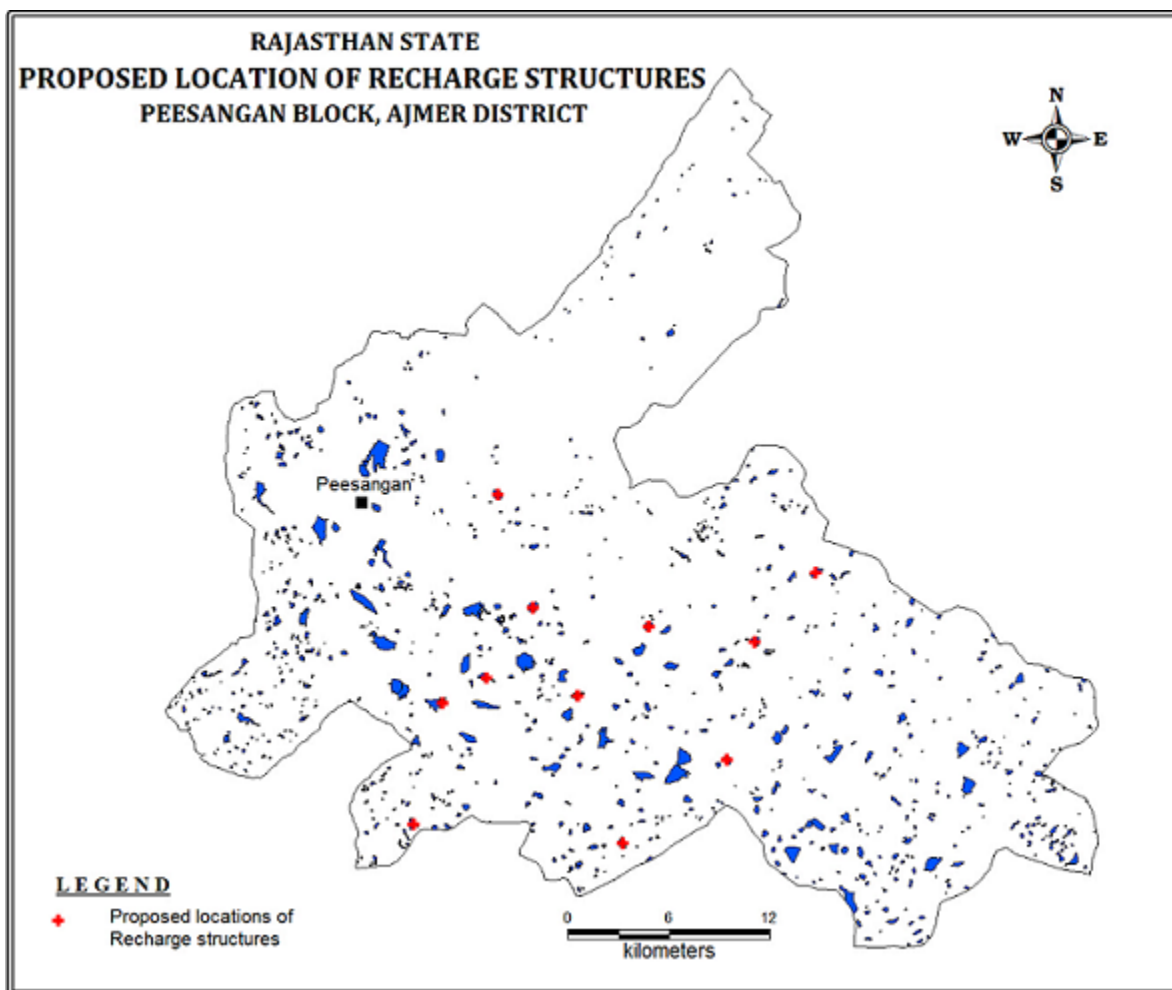 RAJASTHAN STATE
PROPOSED LOCATION OF RECHARGE STRUCTURES
PEESANGAN BLOCK, AJMER DISTRICT
N
W E
S
Peesangan
LEGEND
Proposed locations of
Recharge structures
0 6 12
kilometers